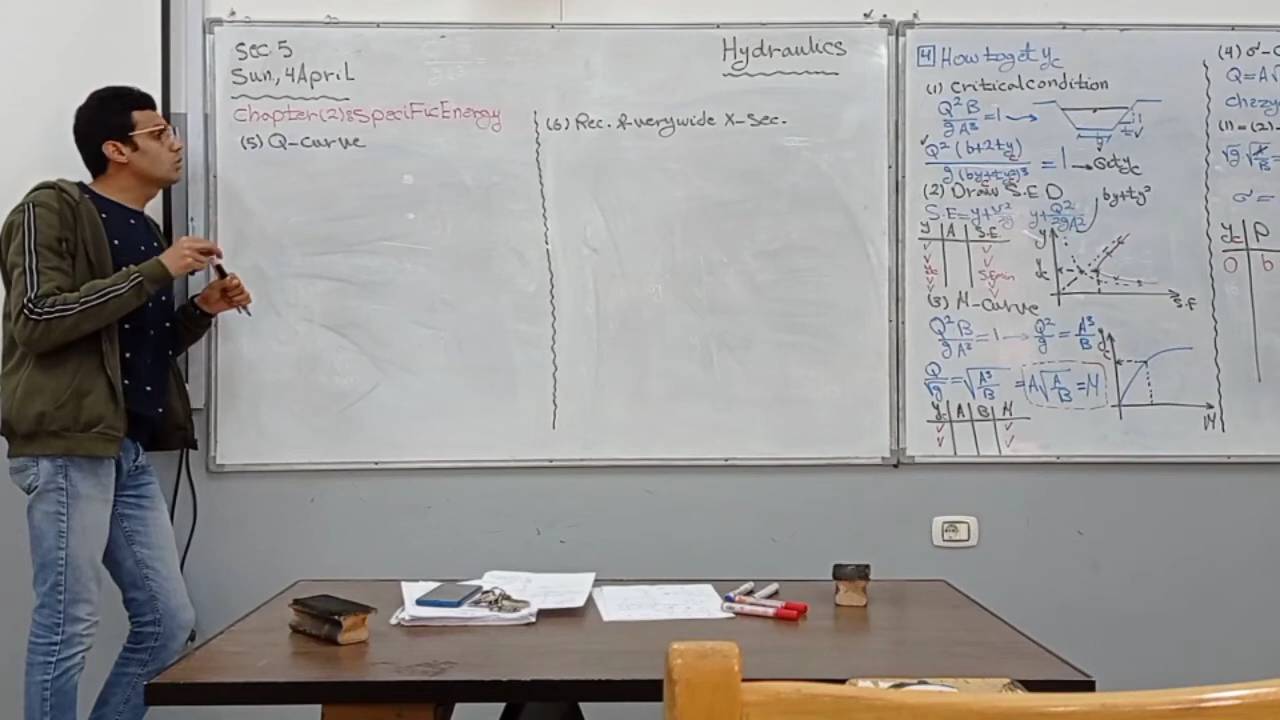 Sec 5
Sun, 4 April
Hydraulics
Chapter(2): Specific Energy
(5) Q-curve
(6) Rec. & very wide X-Sec.
4 How to get yc
(1) Critical condition
Q²B/gA³ = 1 →
Q²(b+2ty)/g(by+ty²)³ = 1 → Get yc
(2) Draw S.E.D
by+ty²
S.E = y + v²/2g y + Q²/2gA²
y A S.E.
yc S.Emin
y
yc
S.E
(3) M-Curve
Q²B/gA³ = 1 → Q²/g = A³/B
Q/√g = √A³/B = A√A/B = M
yc A B M
yc
M
(4) σ-C
Q=A√
Chezy
(1)=(2)
σ =
yc P
0 b